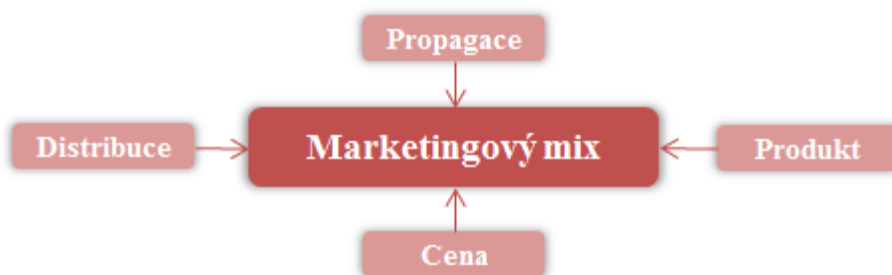 Propagace
Distribuce
Marketingový mix
Produkt
Cena